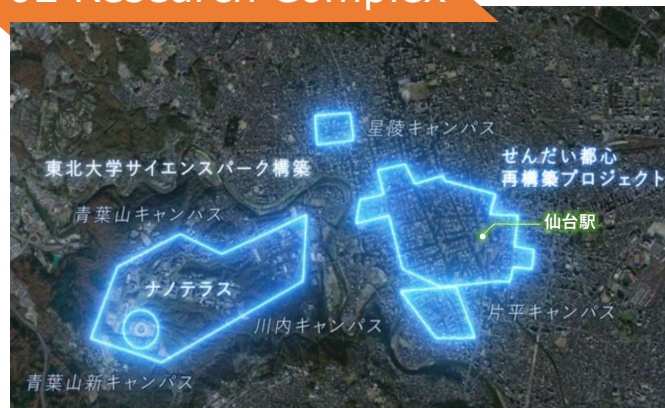 Research Complex
星陵キャンパス
せんだい都心
再構築プロジェクト
東北大学サイエンスパーク構築
仙台駅
青葉山キャンパス
ナノテラス
川内キャンパス
片平キャンパス
青葉山新キャンパス